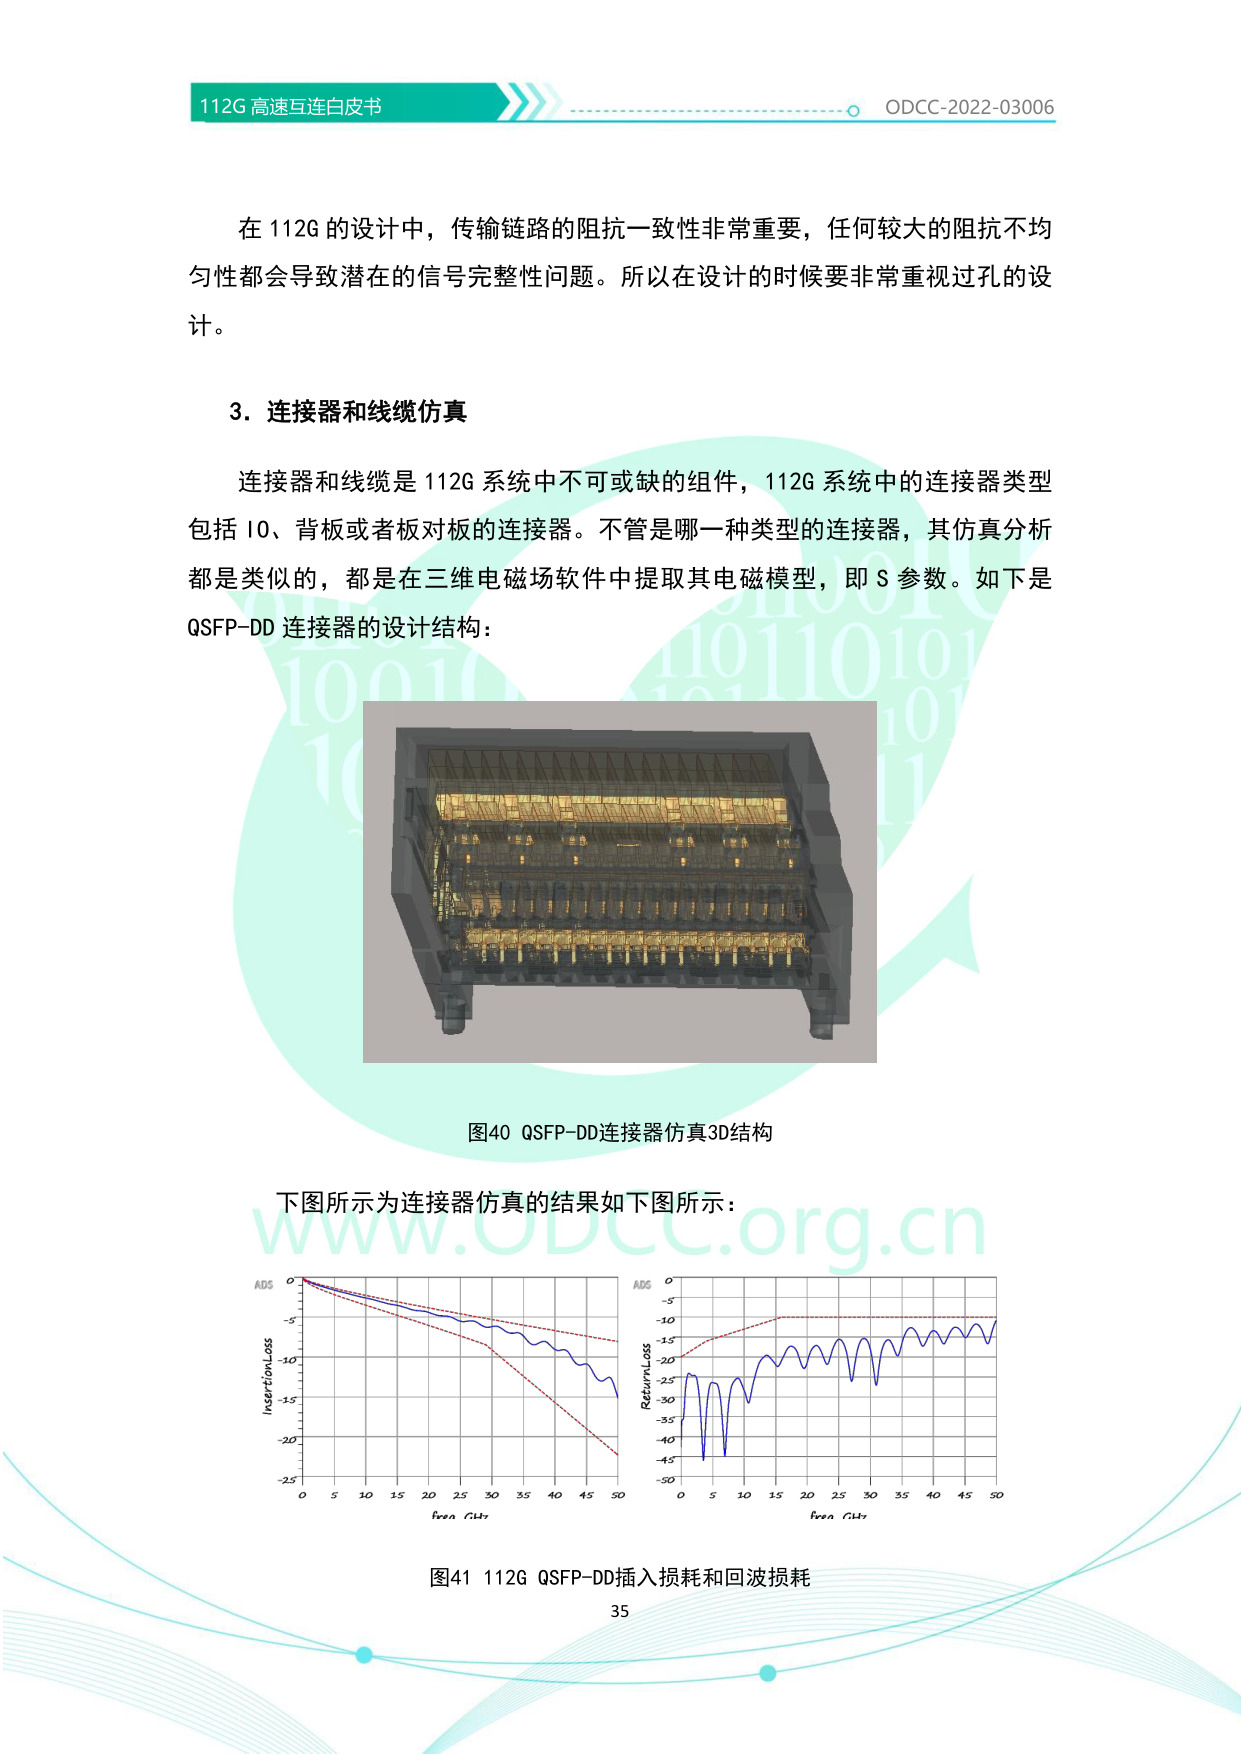 112G 高速互连白皮书
ODCC-2022-03006
在 112G 的设计中，传输链路的阻抗一致性非常重要，任何较大的阻抗不均
匀性都会导致潜在的信号完整性问题。所以在设计的时候要非常重视过孔的设
计。
3. 连接器和线缆仿真
连接器和线缆是 112G 系统中不可或缺的组件，112G 系统中的连接器类型
包括 IO、背板或者板对板的连接器。不管是哪一种类型的连接器，其仿真分析
都是类似的，都是在三维电磁场软件中提取其电磁模型，即 S 参数。如下是
QSFP-DD 连接器的设计结构：
图40 QSFP-DD连接器仿真3D结构
下图所示为连接器仿真的结果如下图所示：
www.ODCC.org.cn
ADS
InsertionLoss
0
-5
-10
-15
-20
-25
0 5 10 15 20 25 30 35 40 45 50
freq, GHz
ADS
ReturnLoss
0
-5
-10
-15
-20
-25
-30
-35
-40
-45
-50
0 5 10 15 20 25 30 35 40 45 50
freq, GHz
图41 112G QSFP-DD插入损耗和回波损耗
35